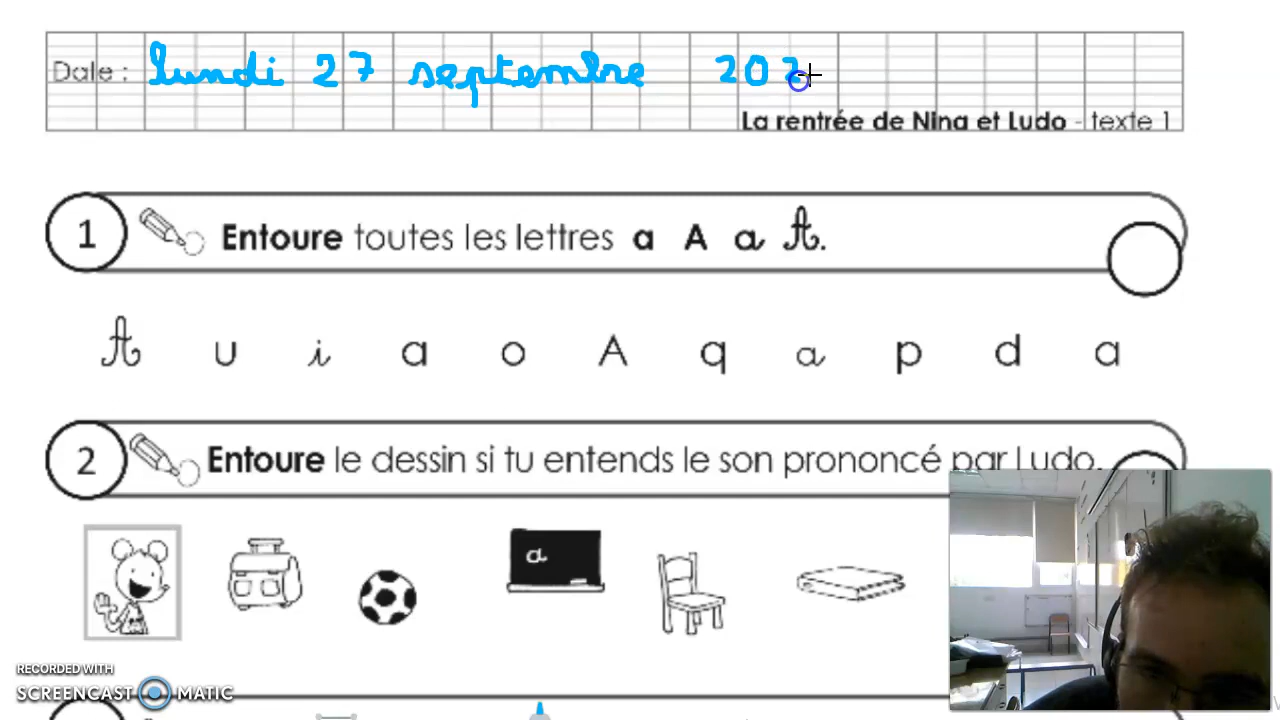 Date : lundi 27 septembre 202
La rentrée de Nina et Ludo - texte 1
1 Entoure toutes les lettres a A a A.
A u i a o A q a p d a
2 Entoure le dessin si tu entends le son prononcé par Ludo.
a
RECORDED WITH
SCREENCAST MATIC